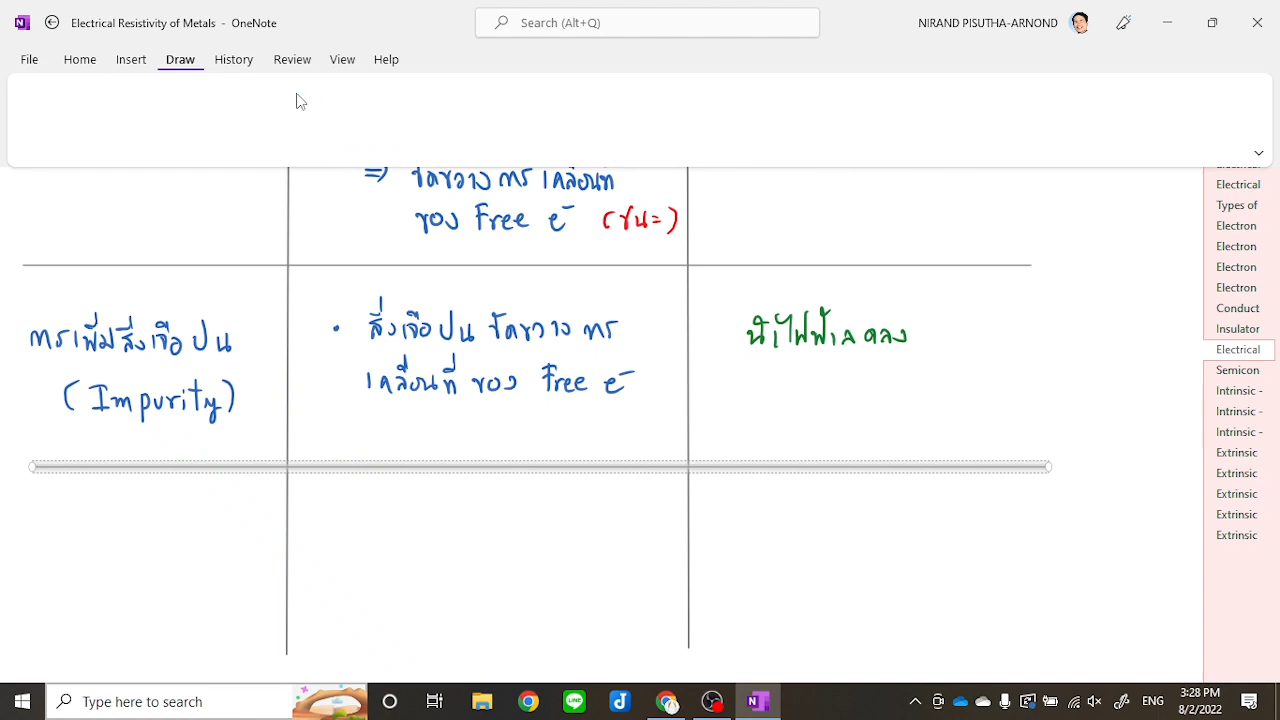 Electrical Resistivity of Metals - OneNote
Search (Alt+Q)
NIRAND PISUTHA-ARNOND
File Home Insert Draw History Review View Help
⇒ ขัดขวางการเคลื่อนที่
ของ Free e⁻ (ชน=)
การเพิ่มสิ่งเจือปน
(Impurity)
• สิ่งเจือปน ขัดขวาง การ
เคลื่อนที่ ของ Free e⁻
นำไฟฟ้าลดลง
Electrical
Types of
Electron
Electron
Electron
Electron
Conduct
Insulator
Electrical
Semicon
Intrinsic -
Intrinsic -
Intrinsic -
Extrinsic
Extrinsic
Extrinsic
Extrinsic
Extrinsic
Type here to search
ENG
3:28 PM
8/2/2022